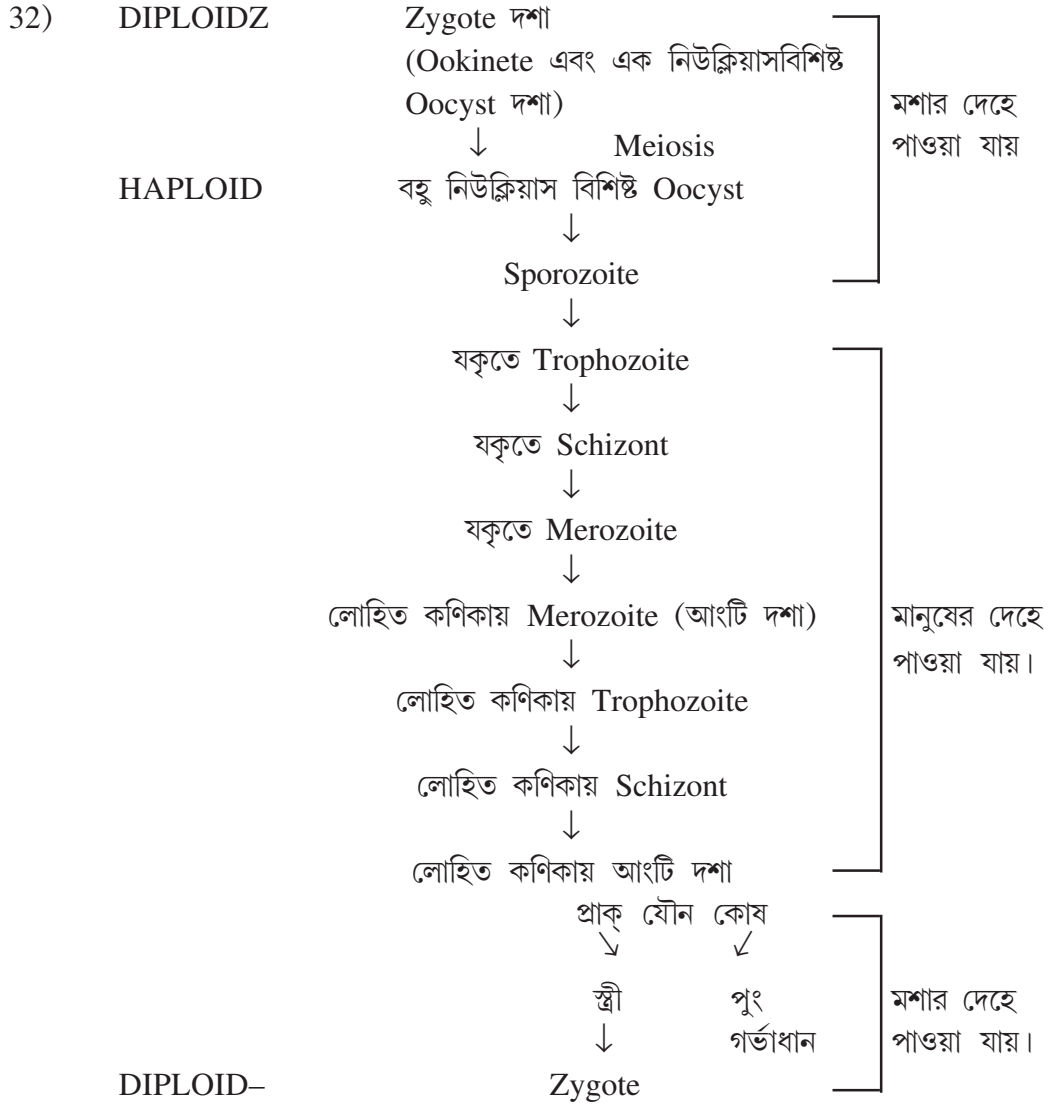 32) DIPLOIDZ Zygote দশা
(Ookinete এবং এক নিউক্লিয়াসবিশিষ্ট
Oocyst দশা) মশার দেহে
↓ Meiosis পাওয়া যায়
HAPLOID বহু নিউক্লিয়াস বিশিষ্ট Oocyst
↓
Sporozoite
↓
যকৃতে Trophozoite
↓
যকৃতে Schizont
↓
যকৃতে Merozoite
↓
লোহিত কণিকায় Merozoite (আংটি দশা) মানুষের দেহে
↓ পাওয়া যায়।
লোহিত কণিকায় Trophozoite
↓
লোহিত কণিকায় Schizont
↓
লোহিত কণিকায় আংটি দশা
প্রাক্ যৌন কোষ
↘ ↙
স্ত্রী পুং মশার দেহে
↓ গর্ভাধান পাওয়া যায়।
DIPLOID– Zygote